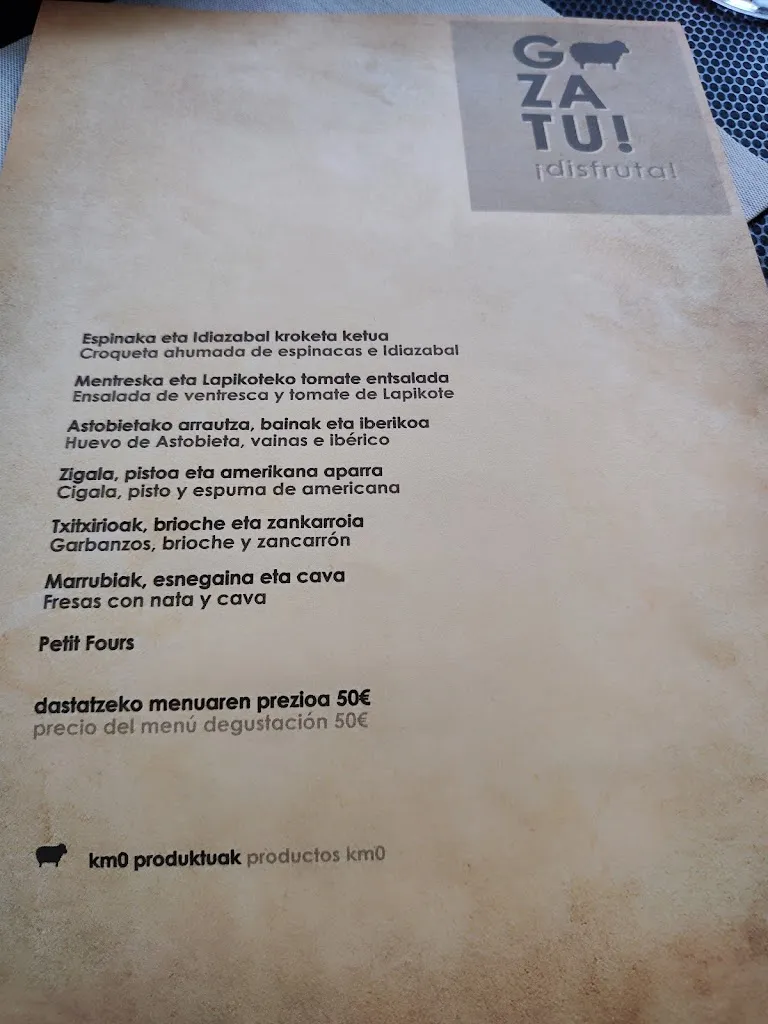 GOZATU!
¡disfruta!
Espinaka eta Idiazabal kroketa ketua
Croqueta ahumada de espinacas e Idiazabal
Mentreska eta Lapikoteko tomate entsalada
Ensalada de ventresca y tomate de Lapikote
Astobietako arrautza, bainak eta iberikoa
Huevo de Astobieta, vainas e ibérico
Zigala, pistoa eta amerikana aparra
Cigala, pisto y espuma de americana
Txitxirioak, brioche eta zankarroia
Garbanzos, brioche y zancarrón
Marrubiak, esnegaina eta cava
Fresas con nata y cava
Petit Fours
dastatzeko menuaren prezioa 50€
precio del menú degustación 50€
km0 produktuak productos km0